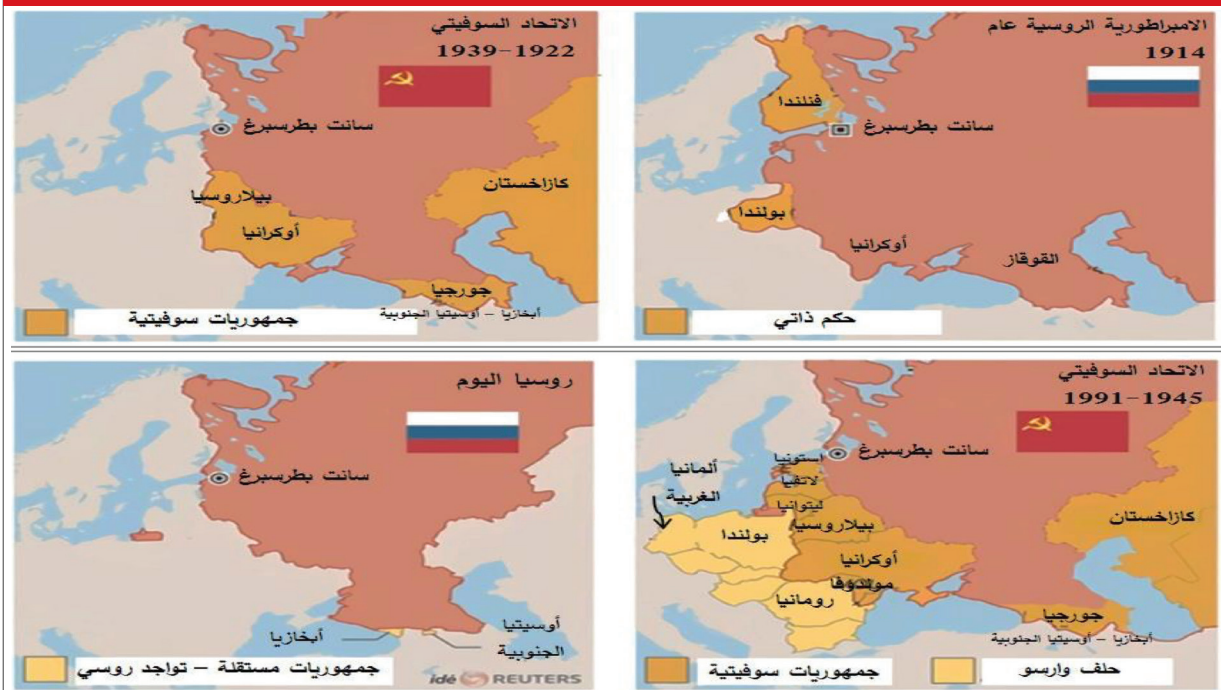 الامبراطورية الروسية عام
1914
فنلندا
سانت بطرسبرغ
بولندا
أوكرانيا
القوقاز
حكم ذاتي
الاتحاد السوفيتي
1939-1922
سانت بطرسبرغ
كازاخستان
بيلاروسيا
أوكرانيا
جورجيا
أبخازيا - أوسيتيا الجنوبية
جمهوريات سوفيتية
الاتحاد السوفيتي
1991-1945
سانت بطرسبرغ
استونيا
لاتفيا
ليتوانيا
ألمانيا
الغربية
بيلاروسيا
بولندا
كازاخستان
أوكرانيا
مولدوفا
رومانيا
جورجيا
أبخازيا - أوسيتيا الجنوبية
حلف وارسو
جمهوريات سوفيتية
روسيا اليوم
سانت بطرسبرغ
أبخازيا
أوسيتيا
الجنوبية
جمهوريات مستقلة - تواجد روسي
idé REUTERS